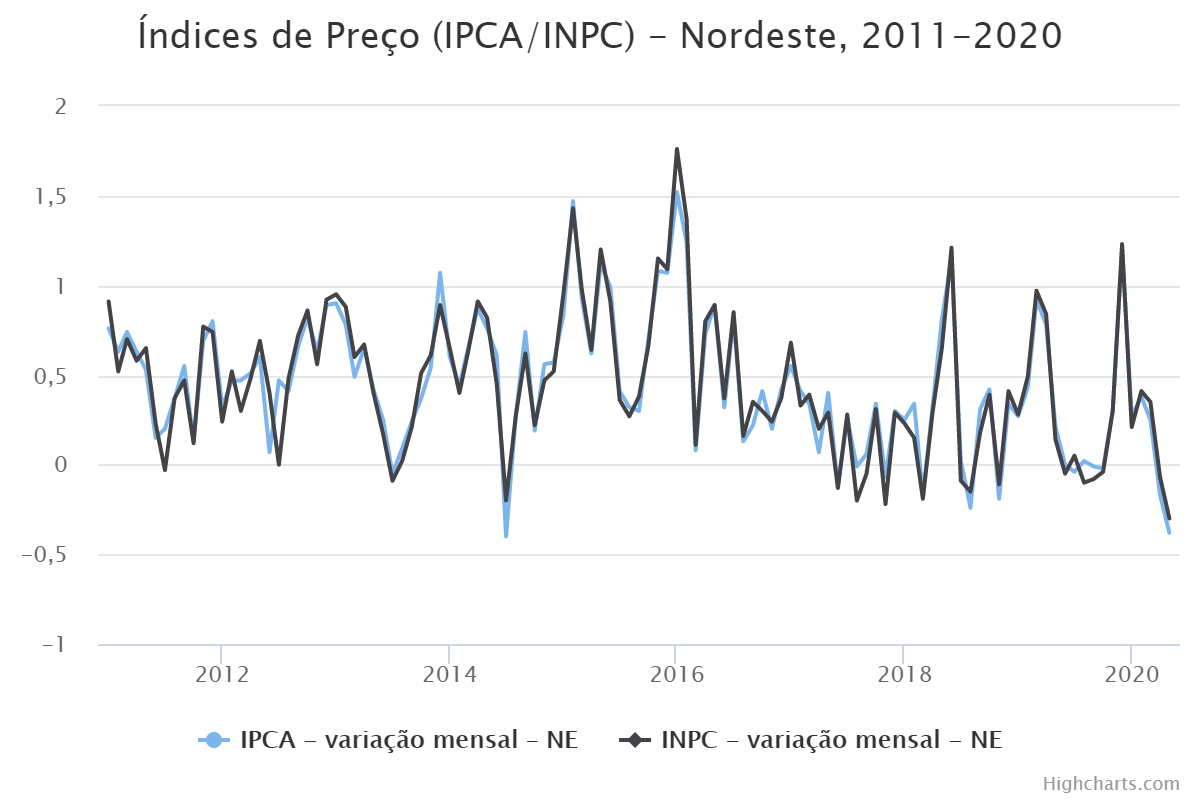 Índices de Preço (IPCA/INPC) – Nordeste, 2011–2020
2
1,5
1
0,5
0
–0,5
–1
2012 2014 2016 2018 2020
IPCA – variação mensal – NE INPC – variação mensal – NE
Highcharts.com